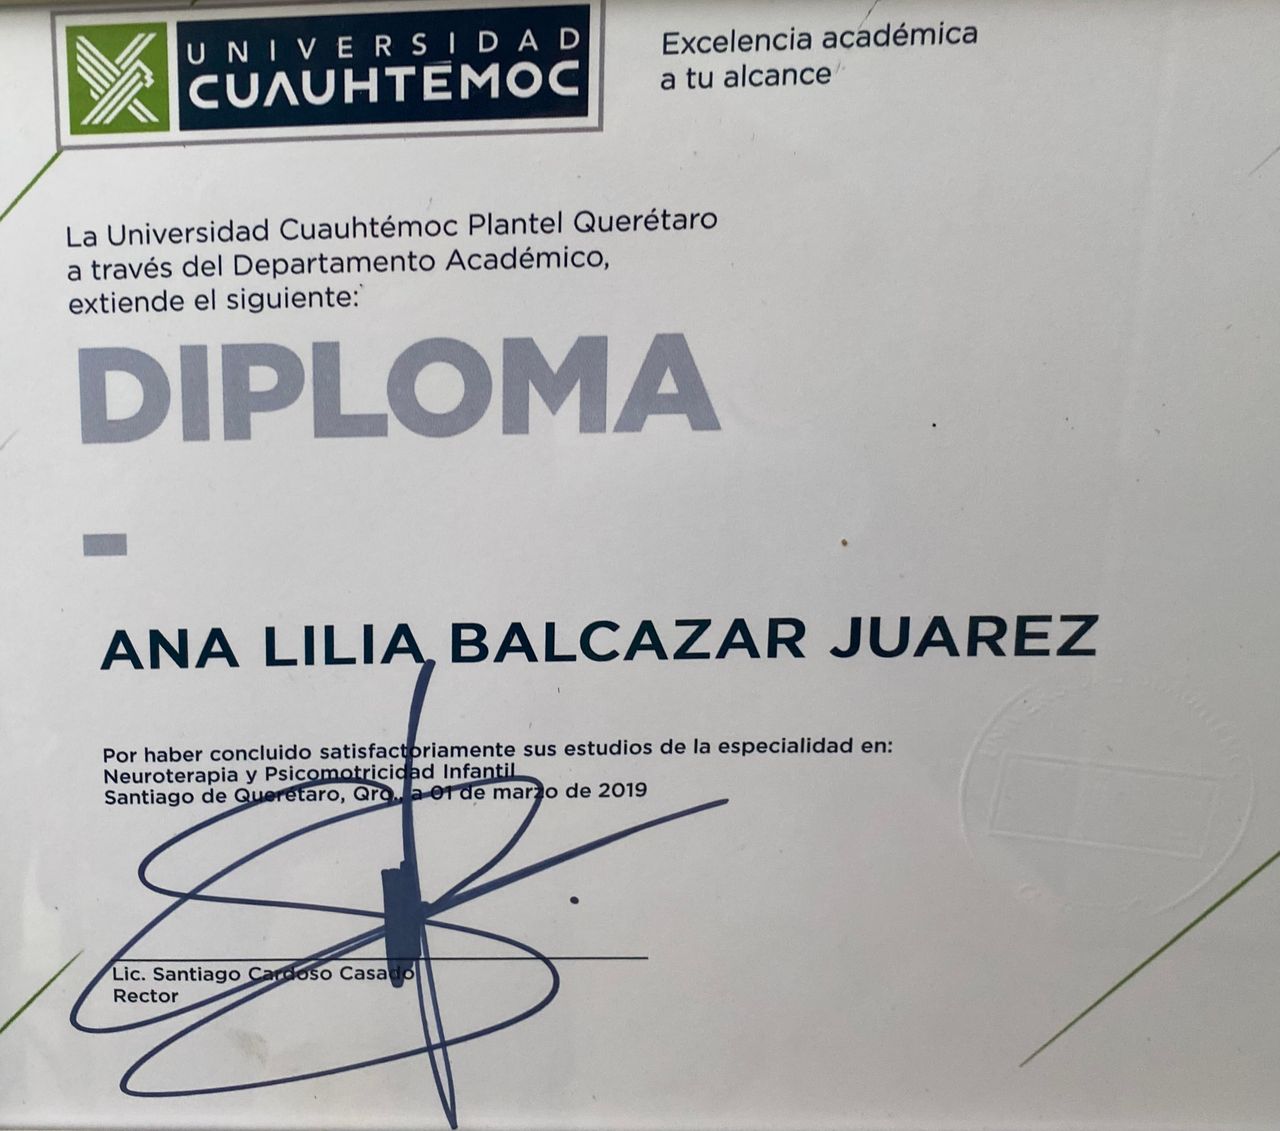 UNIVERSIDAD
CUAUHTÉMOC
Excelencia académica
a tu alcance
La Universidad Cuauhtémoc Plantel Querétaro
a través del Departamento Académico,
extiende el siguiente:
DIPLOMA
ANA LILIA BALCAZAR JUAREZ
Por haber concluido satisfactoriamente sus estudios de la especialidad en:
Neuroterapia y Psicomotricidad Infantil
Santiago de Querétaro, Qro., a 01 de marzo de 2019
Lic. Santiago Cardoso Casado
Rector